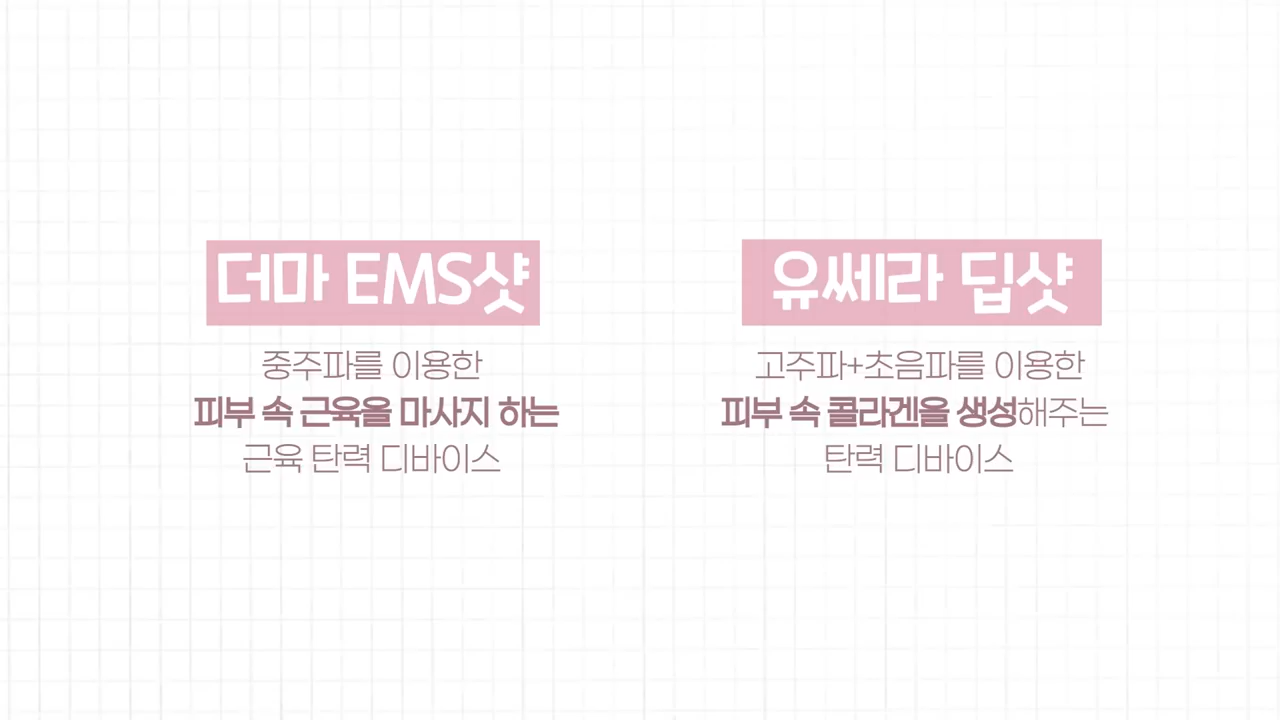 더마 EMS샷
중주파를 이용한
피부 속 근육을 마사지 하는
근육 탄력 디바이스
유쎄라 딥샷
고주파+초음파를 이용한
피부 속 콜라겐을 생성해주는
탄력 디바이스